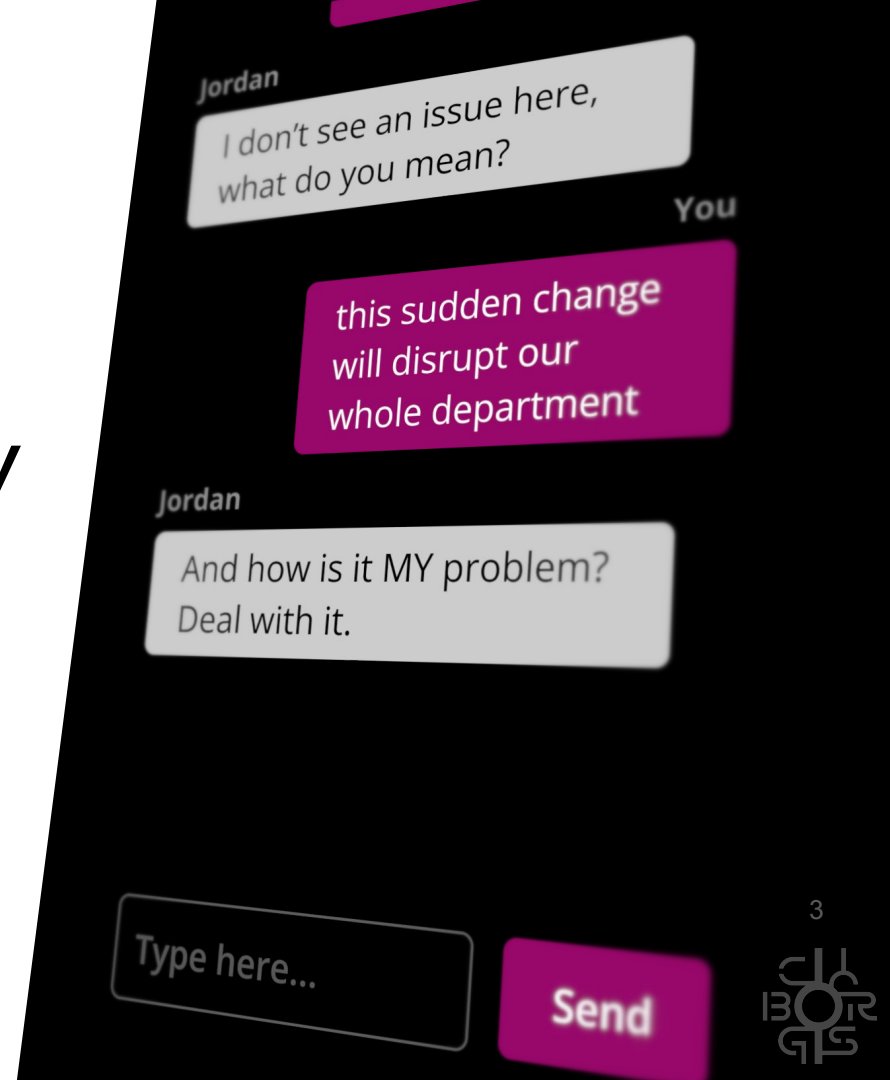 Jordan
I don’t see an issue here,
what do you mean?
You
this sudden change
will disrupt our
whole department
Jordan
And how is it MY problem?
Deal with it.
Type here...
Send
3